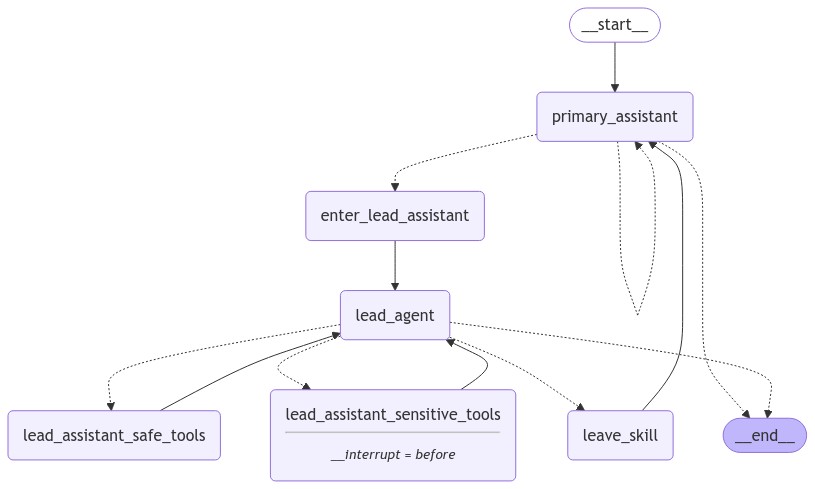 __start__
primary_assistant
enter_lead_assistant
lead_agent
lead_assistant_safe_tools
lead_assistant_sensitive_tools
__interrupt = before
leave_skill
__end__